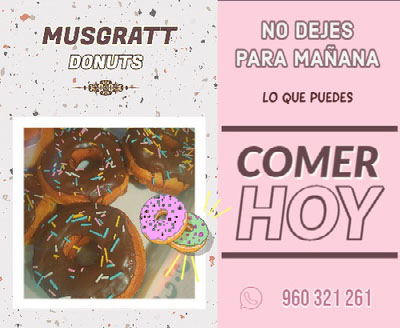 MUSGRATT
DONUTS
NO DEJES
PARA MAÑANA
LO QUE PUEDES
COMER
HOY
960 321 261